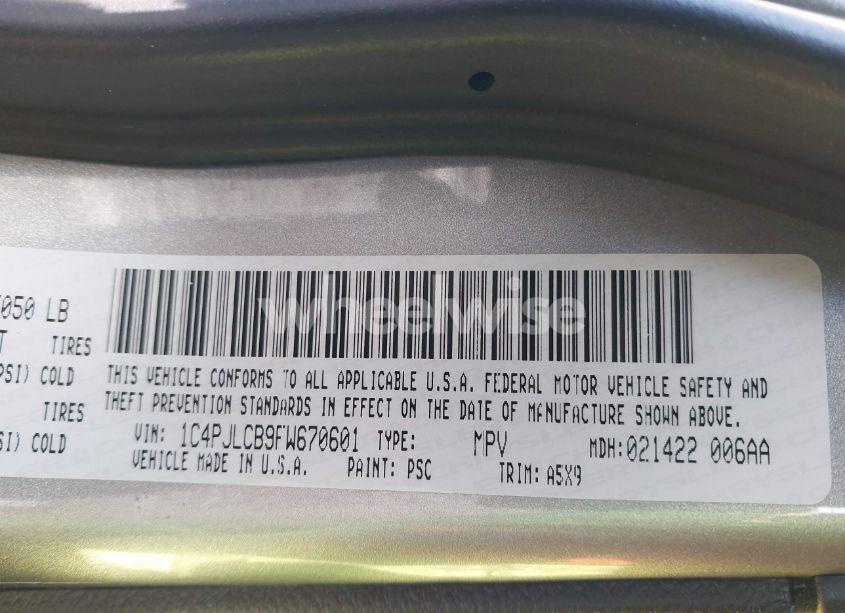 050 LB
TIRES
PSI) COLD
TIRES
SI) COLD
wheelwise
THIS VEHICLE CONFORMS TO ALL APPLICABLE U.S.A. FEDERAL MOTOR VEHICLE SAFETY AND
THEFT PREVENTION STANDARDS IN EFFECT ON THE DATE OF MANUFACTURE SHOWN ABOVE.
VIN: 1C4PJLCB9FW670601 TYPE: MPV MDH:021422 006AA
VEHICLE MADE IN U.S.A. PAINT: PSC TRIM: A5X9